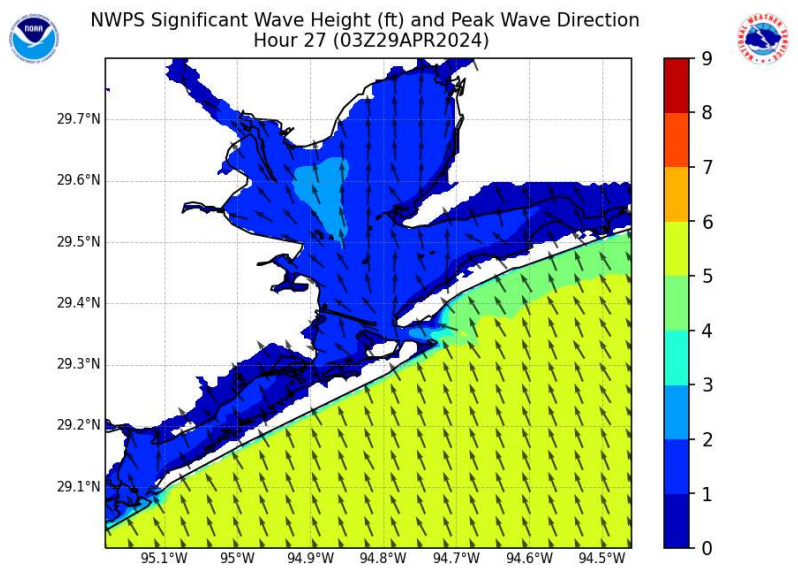 NWPS Significant Wave Height (ft) and Peak Wave Direction
Hour 27 (03Z29APR2024)
NOAA
29.7°N
29.6°N
29.5°N
29.4°N
29.3°N
29.2°N
29.1°N
95.1°W 95°W 94.9°W 94.8°W 94.7°W 94.6°W 94.5°W
9
8
7
6
5
4
3
2
1
0